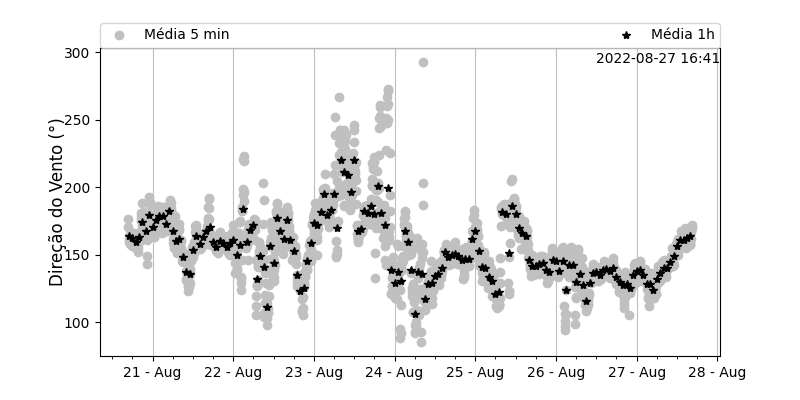 Média 5 min
Média 1h
2022-08-27 16:41
Direção do Vento (°)
300
250
200
150
100
21 - Aug
22 - Aug
23 - Aug
24 - Aug
25 - Aug
26 - Aug
27 - Aug
28 - Aug